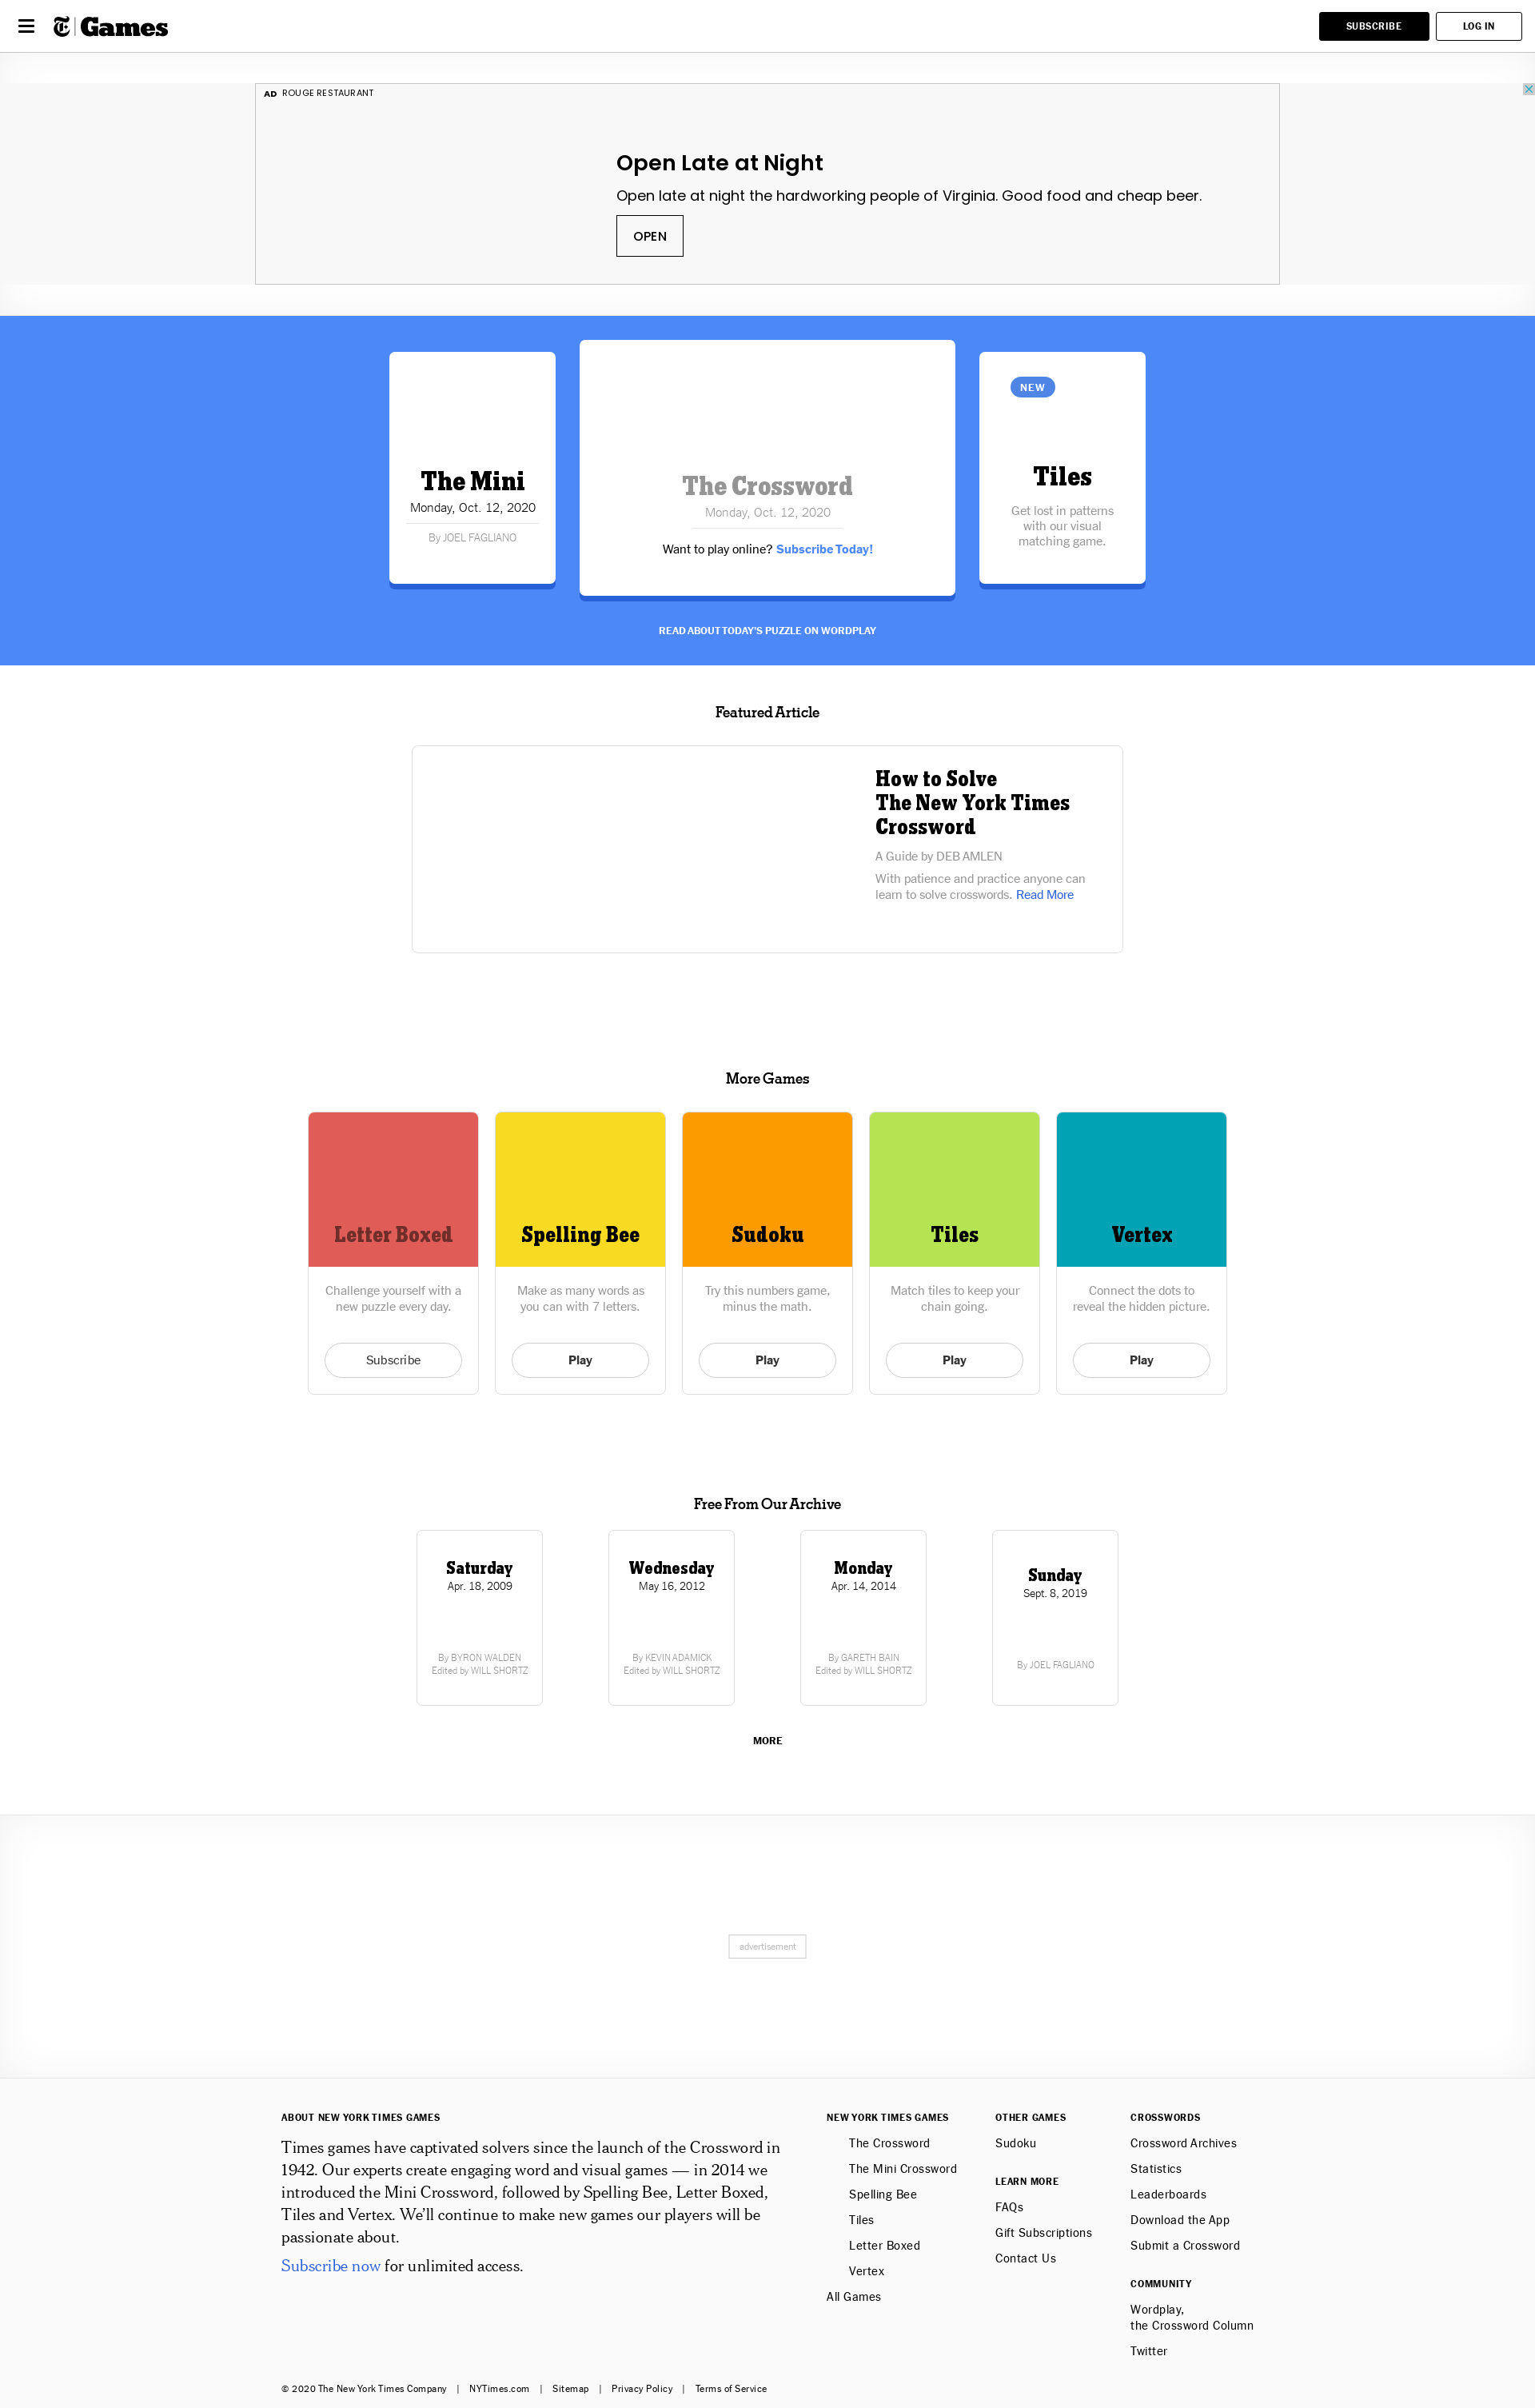 Games
SUBSCRIBE
LOG IN
AD ROUGE RESTAURANT
Open Late at Night
Open late at night the hardworking people of Virginia. Good food and cheap beer.
OPEN
The Mini
Monday, Oct. 12, 2020
By JOEL FAGLIANO
The Crossword
Monday, Oct. 12, 2020
Want to play online? Subscribe Today!
NEW
Tiles
Get lost in patterns
with our visual
matching game.
READ ABOUT TODAY'S PUZZLE ON WORDPLAY
Featured Article
How to Solve
The New York Times
Crossword
A Guide by DEB AMLEN
With patience and practice anyone can
learn to solve crosswords. Read More
More Games
Letter Boxed
Challenge yourself with a
new puzzle every day.
Subscribe
Spelling Bee
Make as many words as
you can with 7 letters.
Play
Sudoku
Try this numbers game,
minus the math.
Play
Tiles
Match tiles to keep your
chain going.
Play
Vertex
Connect the dots to
reveal the hidden picture.
Play
Free From Our Archive
Saturday
Apr. 18, 2009
By BYRON WALDEN
Edited by WILL SHORTZ
Wednesday
May 16, 2012
By KEVIN ADAMICK
Edited by WILL SHORTZ
Monday
Apr. 14, 2014
By GARETH BAIN
Edited by WILL SHORTZ
Sunday
Sept. 8, 2019
By JOEL FAGLIANO
MORE
advertisement
ABOUT NEW YORK TIMES GAMES
Times games have captivated solvers since the launch of the Crossword in
1942. Our experts create engaging word and visual games — in 2014 we
introduced the Mini Crossword, followed by Spelling Bee, Letter Boxed,
Tiles and Vertex. We’ll continue to make new games our players will be
passionate about.
Subscribe now for unlimited access.
NEW YORK TIMES GAMES
The Crossword
The Mini Crossword
Spelling Bee
Tiles
Letter Boxed
Vertex
All Games
OTHER GAMES
Sudoku
LEARN MORE
FAQs
Gift Subscriptions
Contact Us
CROSSWORDS
Crossword Archives
Statistics
Leaderboards
Download the App
Submit a Crossword
COMMUNITY
Wordplay,
the Crossword Column
Twitter
© 2020 The New York Times Company | NYTimes.com | Sitemap | Privacy Policy | Terms of Service